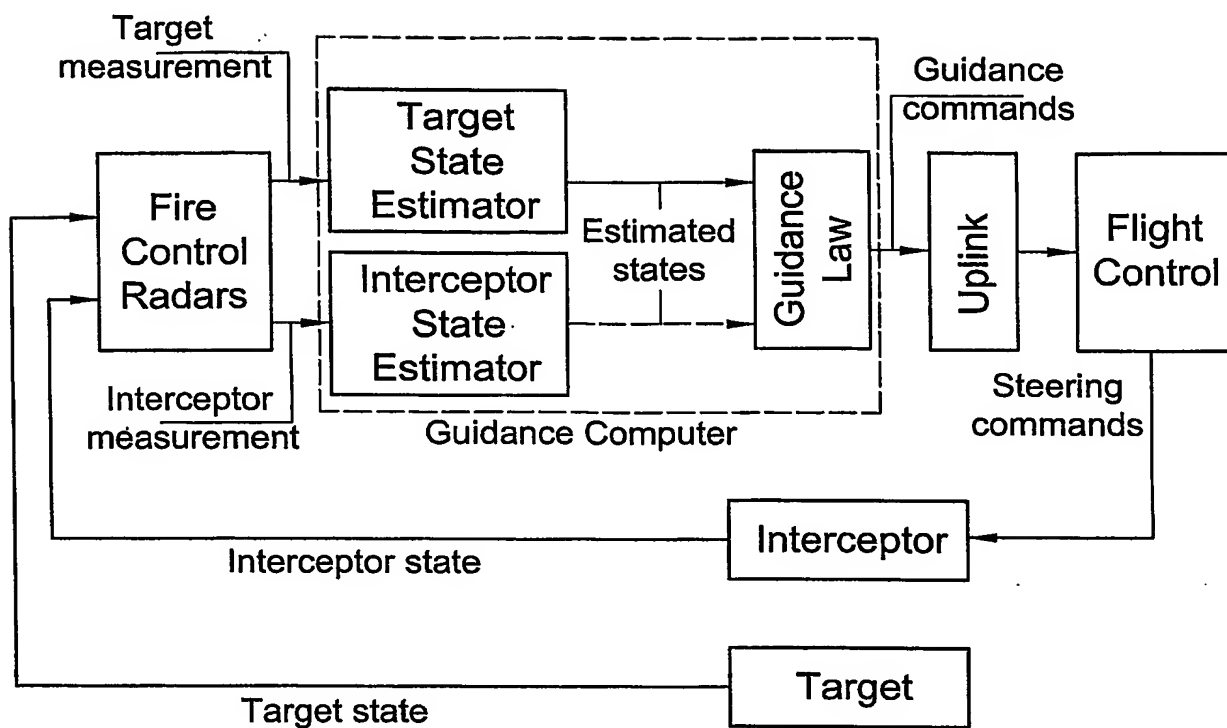 Target
measurement
Fire
Control
Radars
Interceptor
measurement
Target
State
Estimator
Interceptor
State
Estimator
Estimated
states
Guidance
Law
Guidance Computer
Guidance
commands
Uplink
Flight
Control
Steering
commands
Interceptor
Interceptor state
Target
Target state